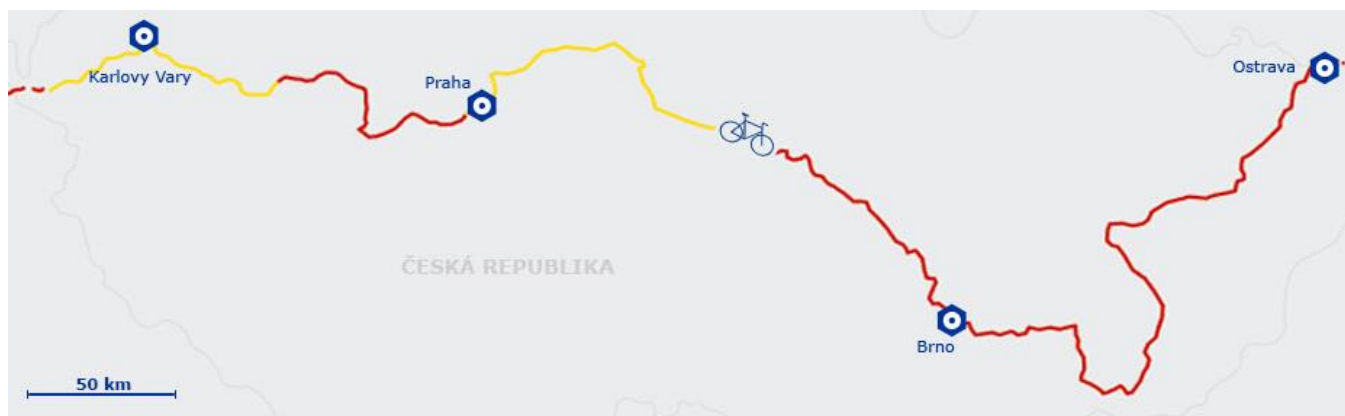 Karlovy Vary
Praha
Ostrava
ČESKÁ REPUBLIKA
Brno
50 km